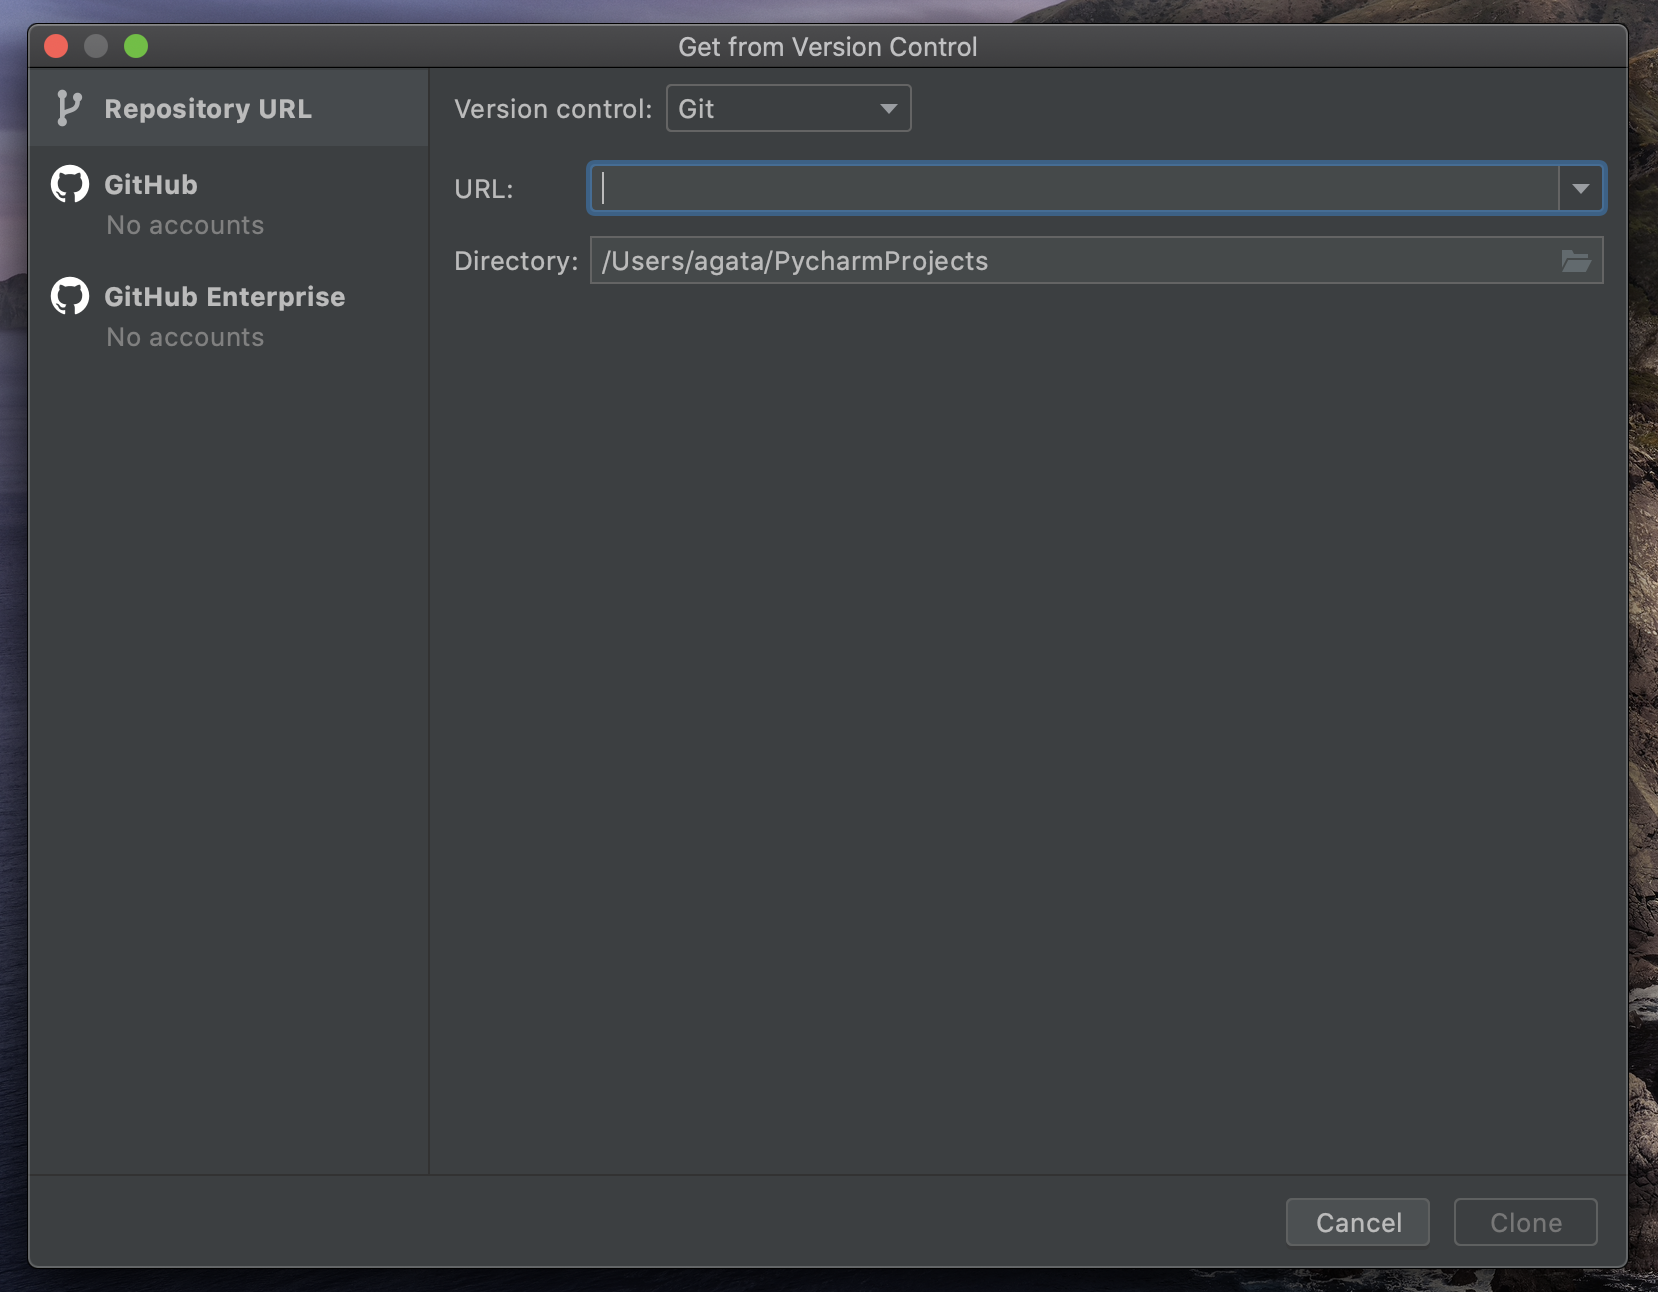 Get from Version Control
Repository URL
GitHub
No accounts
GitHub Enterprise
No accounts
Version control: Git
URL:
Directory: /Users/agata/PycharmProjects
Cancel Clone